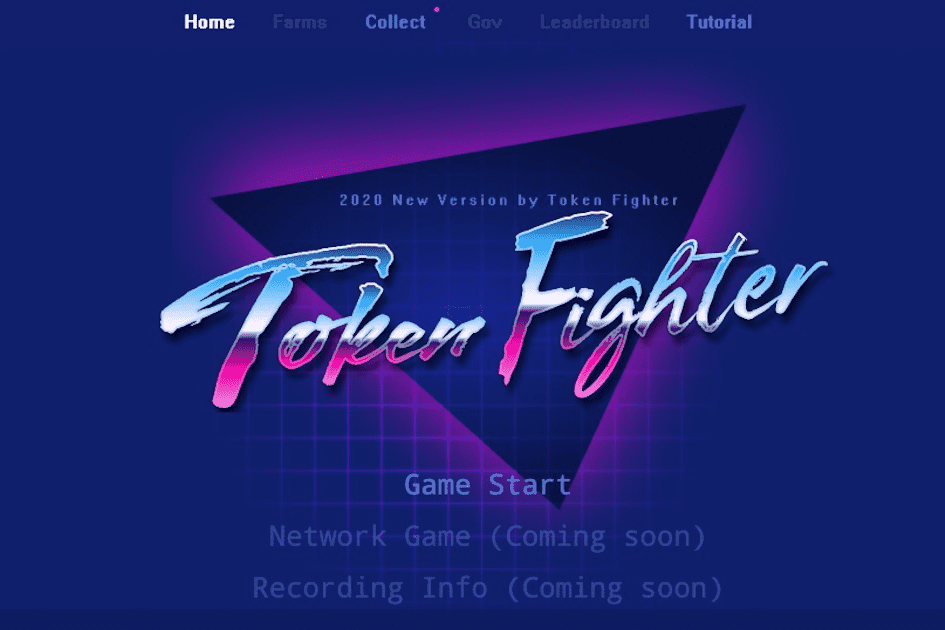 Home Farms Collect Gov Leaderboard Tutorial
2020 New Version by Token Fighter
Token Fighter
Game Start
Network Game (Coming soon)
Recording Info (Coming soon)